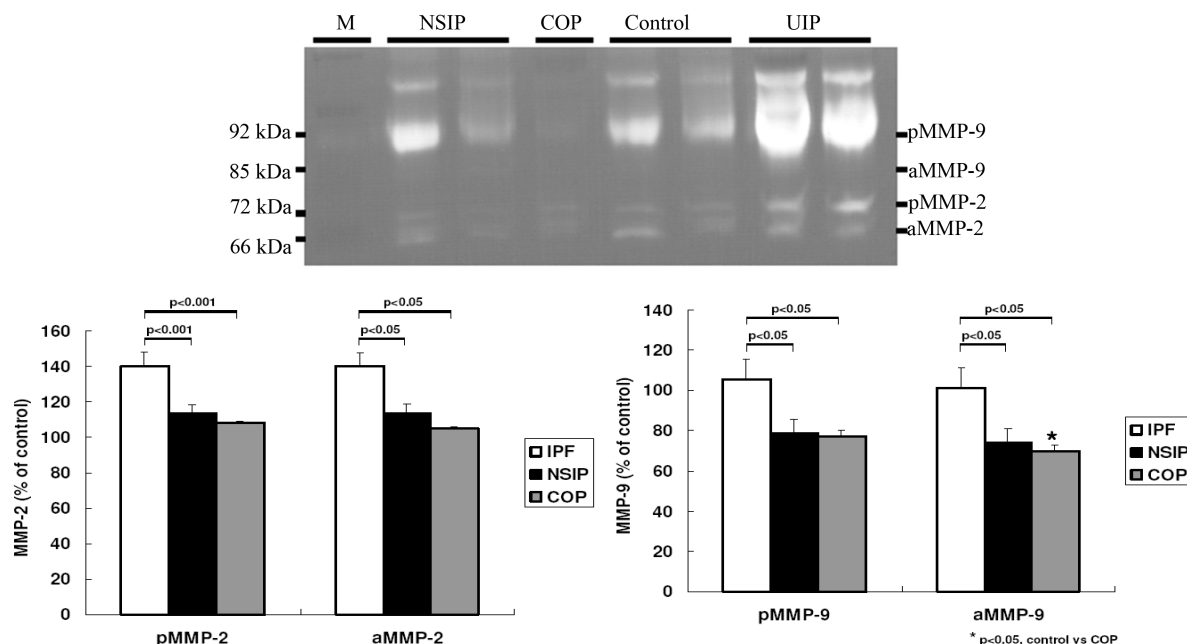 M NSIP COP Control UIP
92 kDa pMMP-9
85 kDa aMMP-9
72 kDa pMMP-2
66 kDa aMMP-2
p<0.001
p<0.001
p<0.05
p<0.05
MMP-2 (% of control)
160
140
120
100
80
60
40
20
0
pMMP-2 aMMP-2
IPF
NSIP
COP
p<0.05
p<0.05
p<0.05
p<0.05
MMP-9 (% of control)
140
120
100
80
60
40
20
0
*
pMMP-9 aMMP-9
IPF
NSIP
COP
* p<0.05, control vs COP